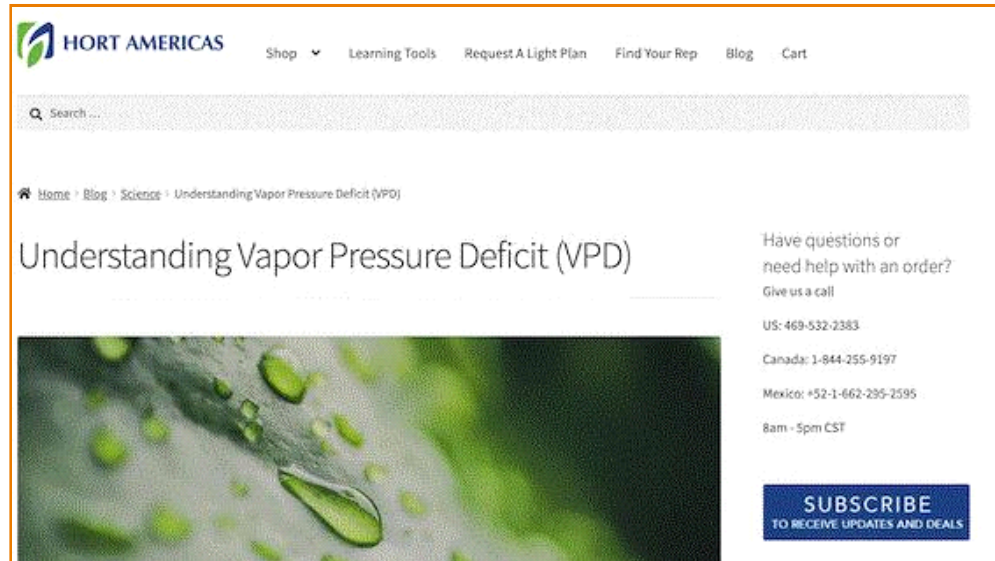 HORT AMERICAS
Shop Learning Tools Request A Light Plan Find Your Rep Blog Cart
Search ...
Home > Blog > Science > Understanding Vapor Pressure Deficit (VPD)
Understanding Vapor Pressure Deficit (VPD)
Have questions or
need help with an order?
Give us a call
US: 469-532-2383
Canada: 1-844-255-9197
Mexico: +52-1-662-295-2595
8am - 5pm CST
SUBSCRIBE
TO RECEIVE UPDATES AND DEALS